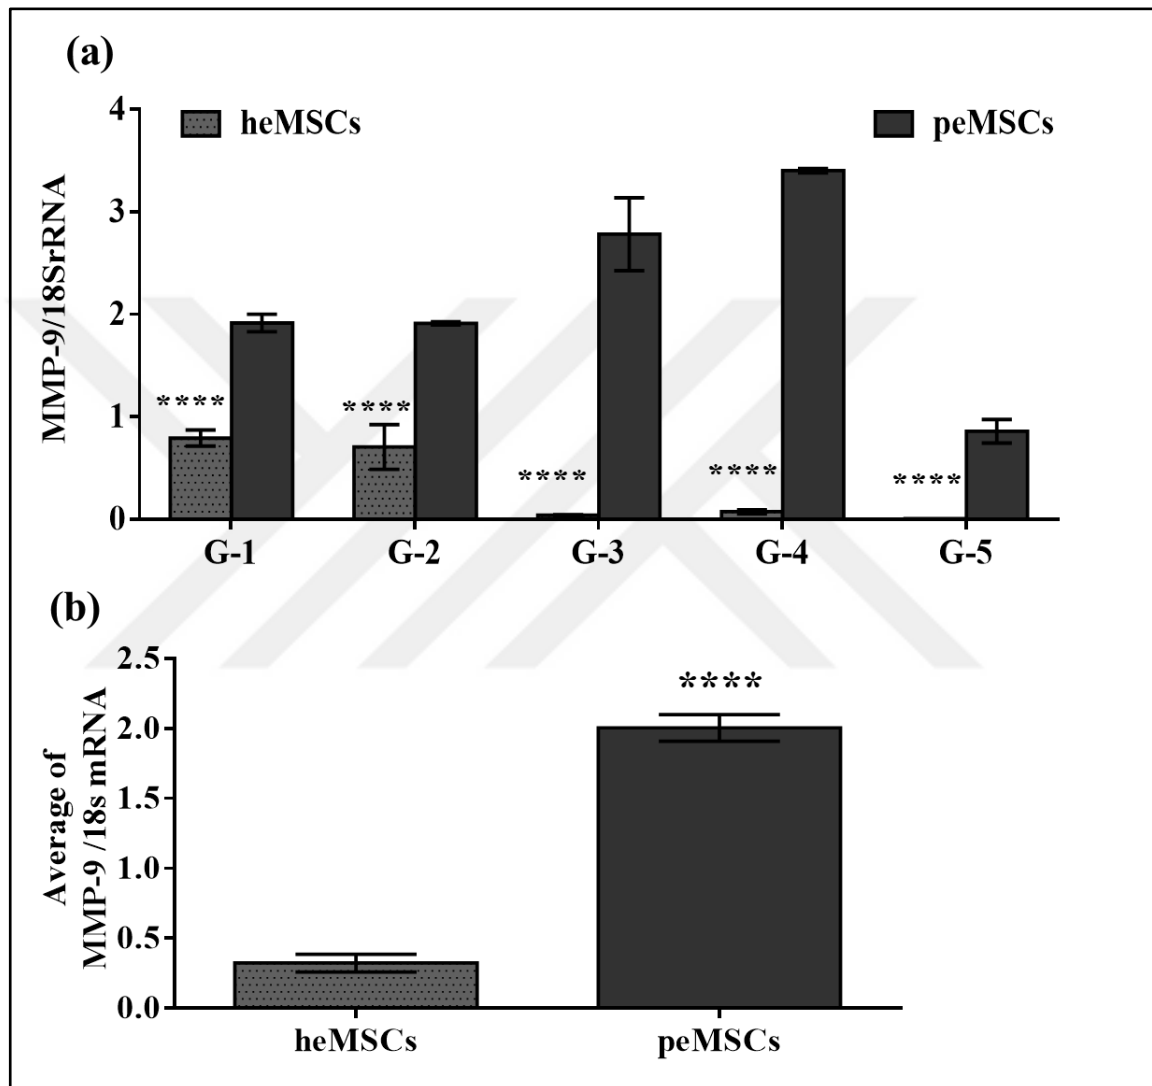 (a)
heMSCs peMSCs
MMP-9/18SrRNA
4
3
2
1
0
**** **** **** **** ****
G-1 G-2 G-3 G-4 G-5
(b)
Average of
MMP-9 /18s mRNA
2.5
2.0
1.5
1.0
0.5
0.0
****
heMSCs peMSCs